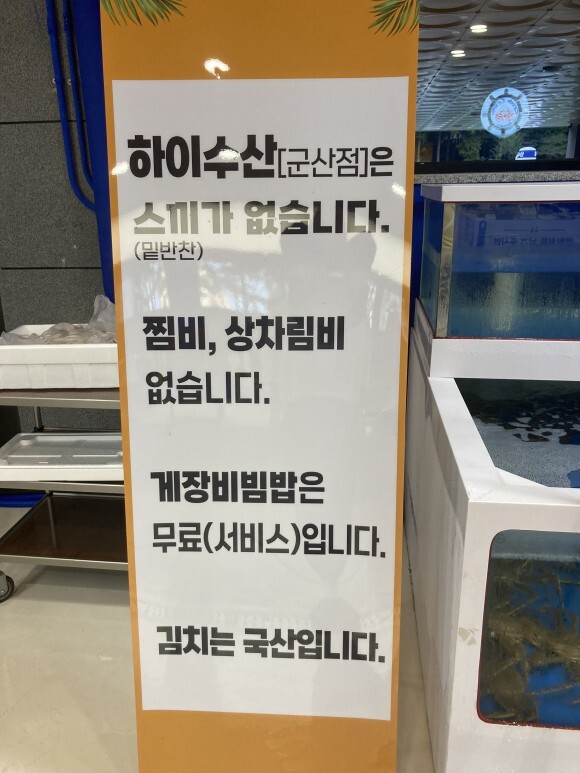 하이수산[군산점]은
스끼가 없습니다.
(밑반찬)
찜비, 상차림비
없습니다.
게장비빔밥은
무료(서비스)입니다.
김치는 국산입니다.